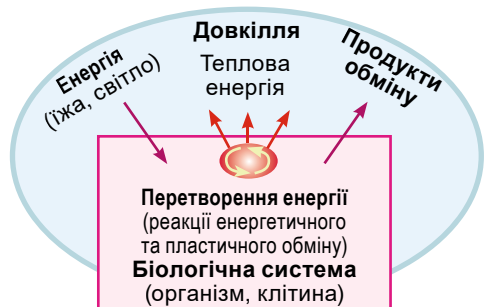 Довкілля
Енергія
(їжа, світло)
Теплова
енергія
Продукти
обміну
Перетворення енергії
(реакції енергетичного
та пластичного обміну)
Біологічна система
(організм, клітина)